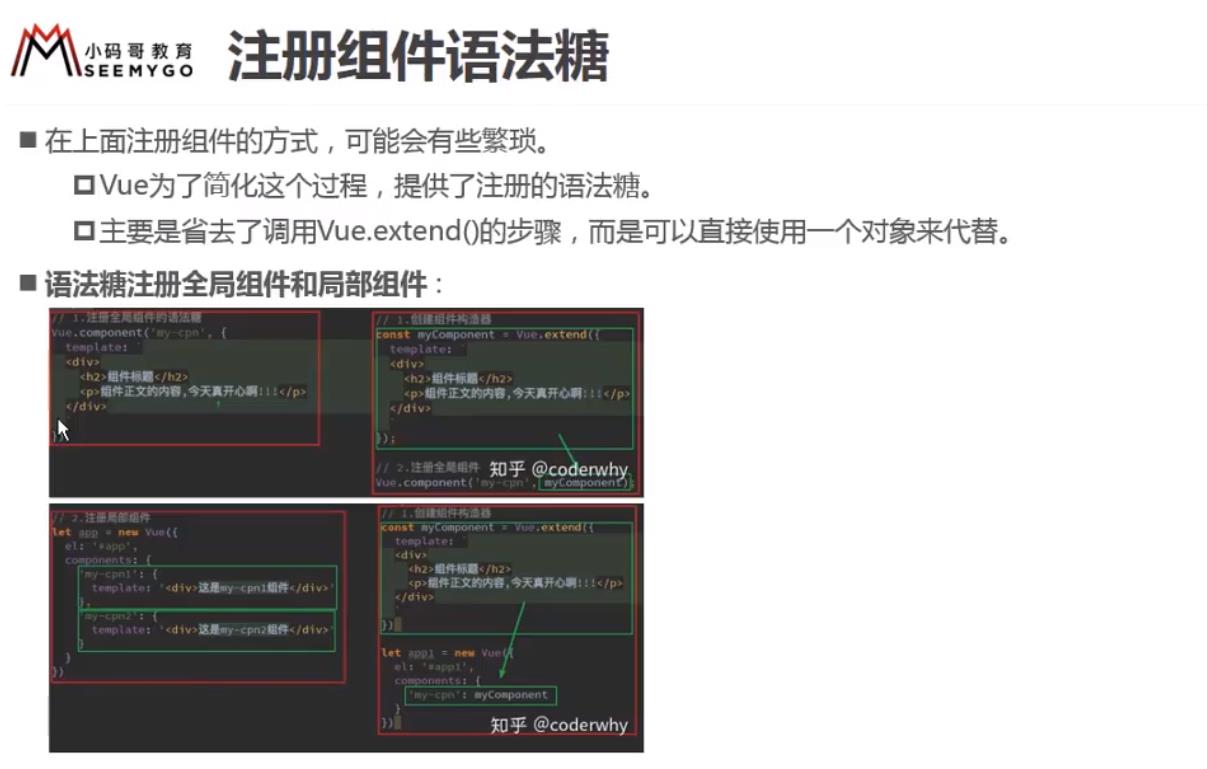 小码哥教育
SEEMYGO
注册组件语法糖
在上面注册组件的方式，可能会有些繁琐。
Vue为了简化这个过程，提供了注册的语法糖。
主要是省去了调用Vue.extend()的步骤，而是可以直接使用一个对象来代替。
语法糖注册全局组件和局部组件：
// 1.注册全局组件的语法糖
Vue.component('my-cpn', {
template: `
<div>
<h2>组件标题</h2>
<p>组件正文的内容,今天真开心啊!!!</p>
</div>
`
})
// 1.创建组件构造器
const myComponent = Vue.extend({
template: `
<div>
<h2>组件标题</h2>
<p>组件正文的内容,今天真开心啊!!!</p>
</div>
`
});
// 2.注册全局组件
知乎 @coderwhy
Vue.component('my-cpn', myComponent);
// 2.注册局部组件
let app = new Vue({
el: '#app',
components: {
'my-cpn1': {
template: '<div>这是my-cpn1组件</div>'
},
'my-cpn2': {
template: '<div>这是my-cpn2组件</div>'
}
}
})
// 1.创建组件构造器
const myComponent = Vue.extend({
template: `
<div>
<h2>组件标题</h2>
<p>组件正文的内容,今天真开心啊!!!</p>
</div>
`
})
let app1 = new Vue({
el: '#app1',
components: {
'my-cpn': myComponent
}
})
知乎 @coderwhy